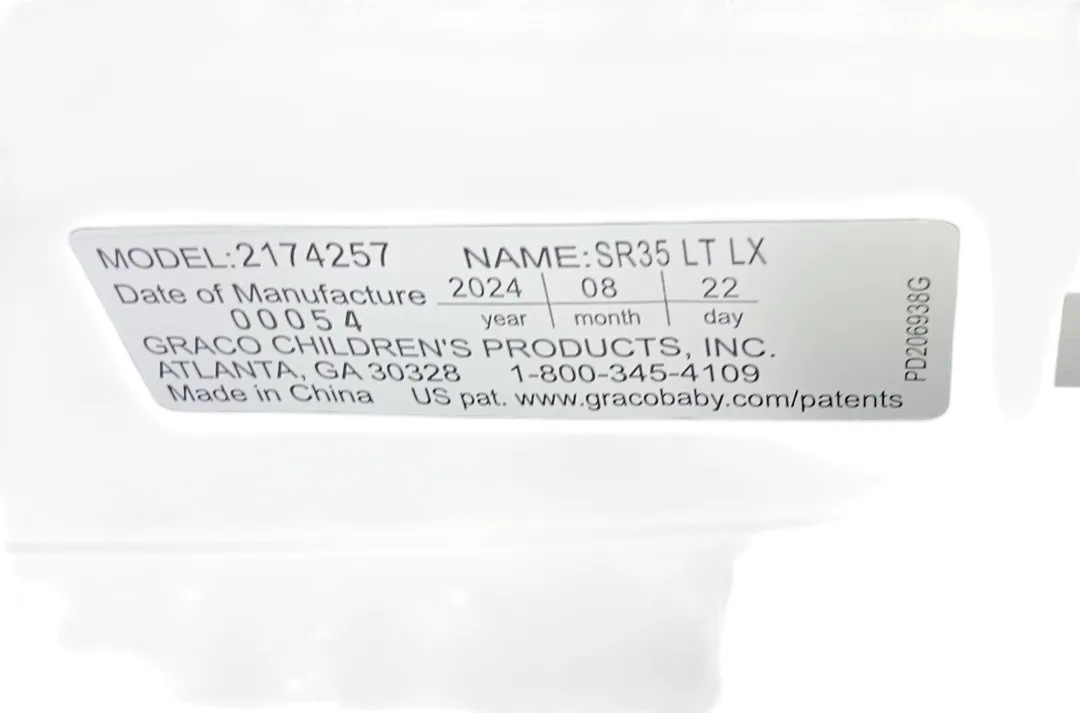 MODEL:2174257 NAME:SR35 LT LX
Date of Manufacture 2024 08 22
00054 year month day
GRACO CHILDREN'S PRODUCTS, INC.
ATLANTA, GA 30328 1-800-345-4109
Made in China US pat. www.gracobaby.com/patents
PD206938G